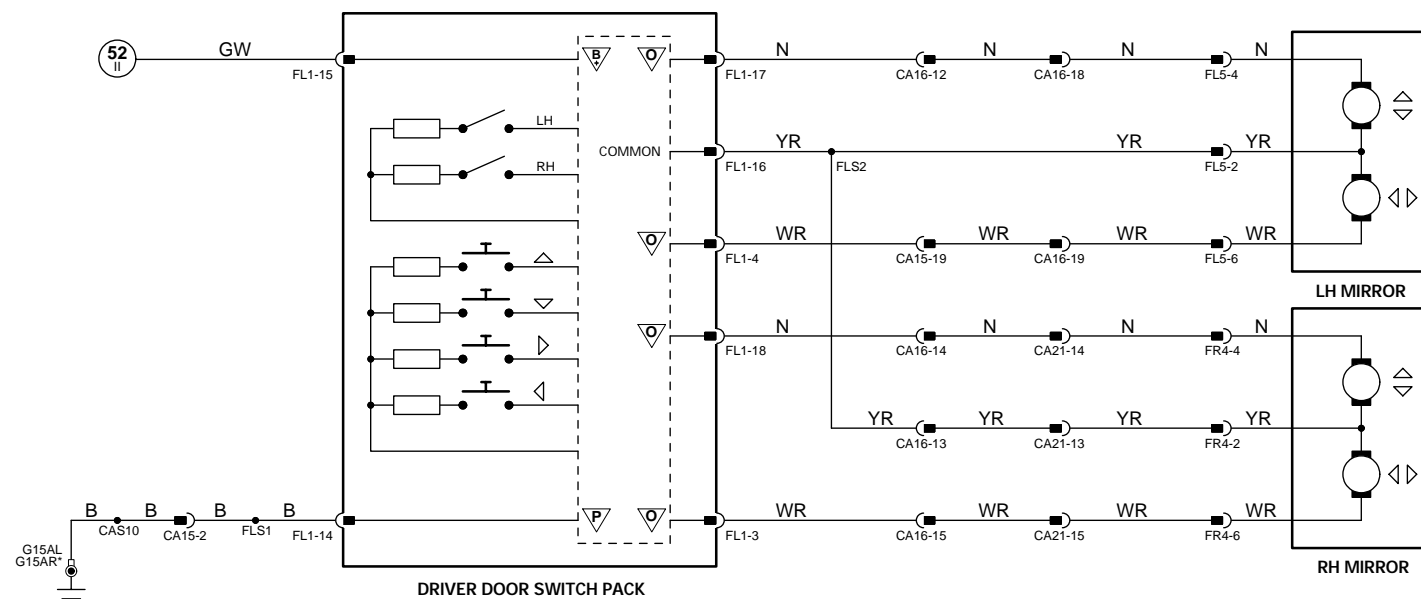 52
II
GW
FL1-15
B
+
O
FL1-17
N
CA16-12
N
CA16-18
N
FL5-4
N
LH
RH
COMMON
FL1-16
YR
FLS2
YR
FL5-2
YR
O
FL1-4
WR
CA15-19
WR
CA16-19
WR
FL5-6
WR
LH MIRROR
O
FL1-18
N
CA16-14
N
CA21-14
N
FR4-4
N
YR
CA16-13
YR
CA21-13
YR
FR4-2
YR
B
CAS10
B
CA15-2
B
FLS1
B
FL1-14
P
O
FL1-3
WR
CA16-15
WR
CA21-15
WR
FR4-6
WR
G15AL
G15AR*
RH MIRROR
DRIVER DOOR SWITCH PACK